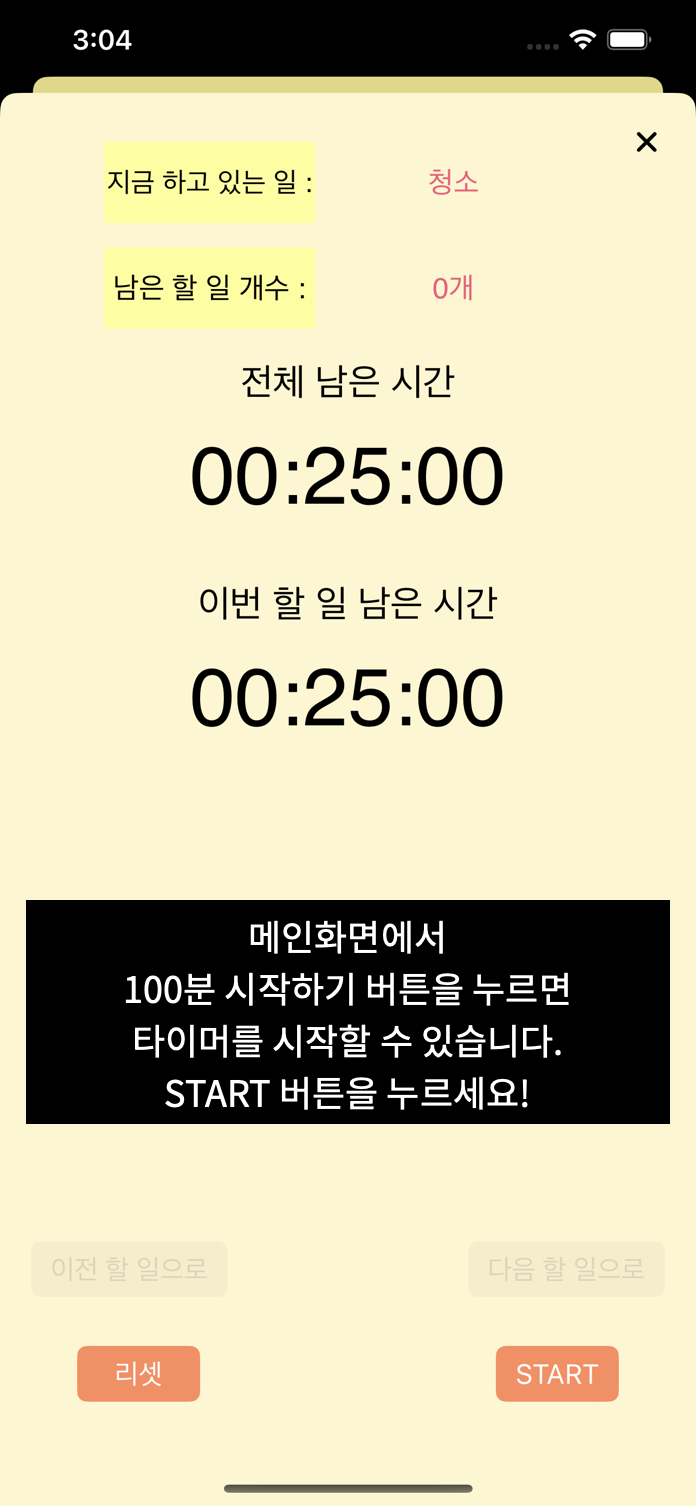 3:04
지금 하고 있는 일 : 청소
남은 할 일 개수 : 0개
전체 남은 시간
00:25:00
이번 할 일 남은 시간
00:25:00
메인화면에서
100분 시작하기 버튼을 누르면
타이머를 시작할 수 있습니다.
START 버튼을 누르세요!
이전 할 일으로 다음 할 일으로
리셋 START